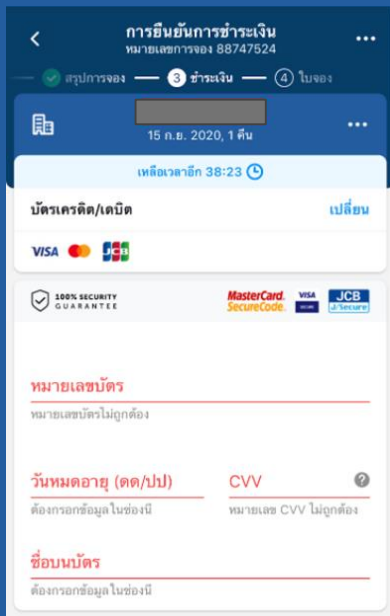 การยืนยันการชำระเงิน
หมายเลขการจอง 88747524
สรุปการจอง 3 ชำระเงิน 4 ใบจอง
15 ก.ย. 2020, 1 คืน
เหลือเวลาอีก 38:23
บัตรเครดิต/เดบิต เปลี่ยน
VISA JCB
100% SECURITY
GUARANTEE
MasterCard. SecureCode. VISA JCB J/Secure
หมายเลขบัตร
หมายเลขบัตรไม่ถูกต้อง
วันหมดอายุ (ดด/ปป) CVV
ต้องกรอกข้อมูลในช่องนี้ หมายเลข CVV ไม่ถูกต้อง
ชื่อบนบัตร
ต้องกรอกข้อมูลในช่องนี้